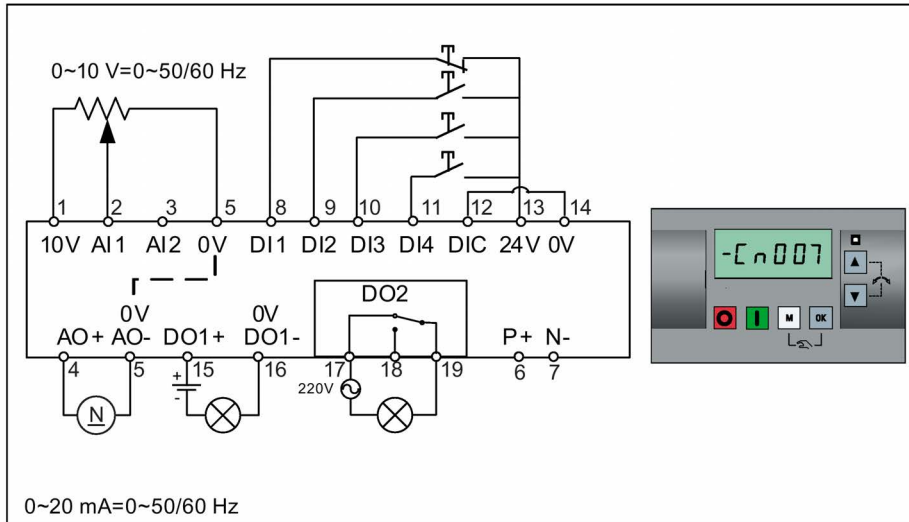 0~10 V=0~50/60 Hz
1 2 3 5 8 9 10 11 12 13 14
10V AI1 AI2 0V DI1 DI2 DI3 DI4 DIC 24V 0V
-Cn007
DO2
0V 0V
AO+ AO- DO1+ DO1- P+ N-
4 5 15 16 17 18 19 6 7
M OK
+
-
220V
N
0~20 mA=0~50/60 Hz